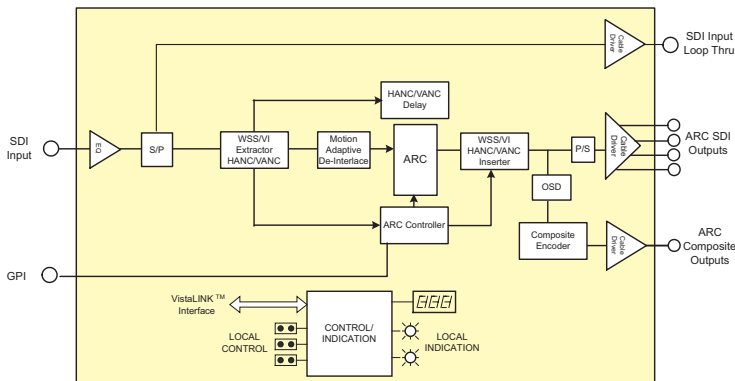 Cable Driver
SDI Input
Loop Thru
HANC/VANC
Delay
SDI
Input
EQ
S/P
WSS/VI
Extractor
HANC/VANC
Motion
Adaptive
De-Interlace
ARC
WSS/VI
HANC/VANC
Inserter
P/S
Cable Driver
ARC SDI
Outputs
OSD
ARC Controller
Composite
Encoder
Cable Driver
ARC
Composite
Outputs
GPI
VistaLINK ™
Interface
CONTROL/
INDICATION
LOCAL
CONTROL
LOCAL
INDICATION